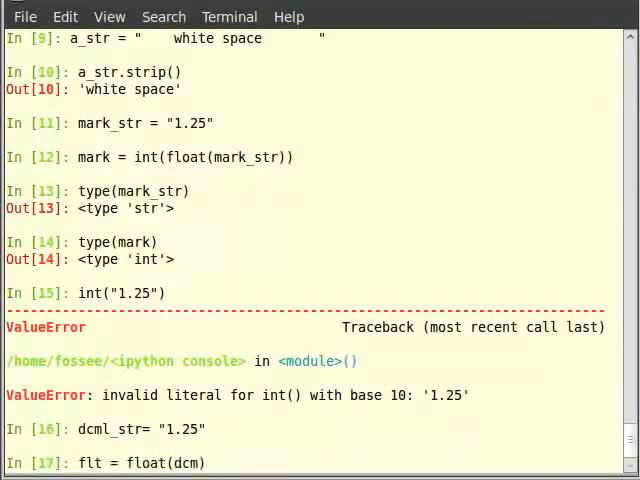 File Edit View Search Terminal Help
In [9]: a_str = "    white space       "
In [10]: a_str.strip()
Out[10]: 'white space'
In [11]: mark_str = "1.25"
In [12]: mark = int(float(mark_str))
In [13]: type(mark_str)
Out[13]: <type 'str'>
In [14]: type(mark)
Out[14]: <type 'int'>
In [15]: int("1.25")
---------------------------------------------------------------------------
ValueError                                Traceback (most recent call last)
/home/fossee/<ipython console> in <module>()
ValueError: invalid literal for int() with base 10: '1.25'
In [16]: dcml_str= "1.25"
In [17]: flt = float(dcm)